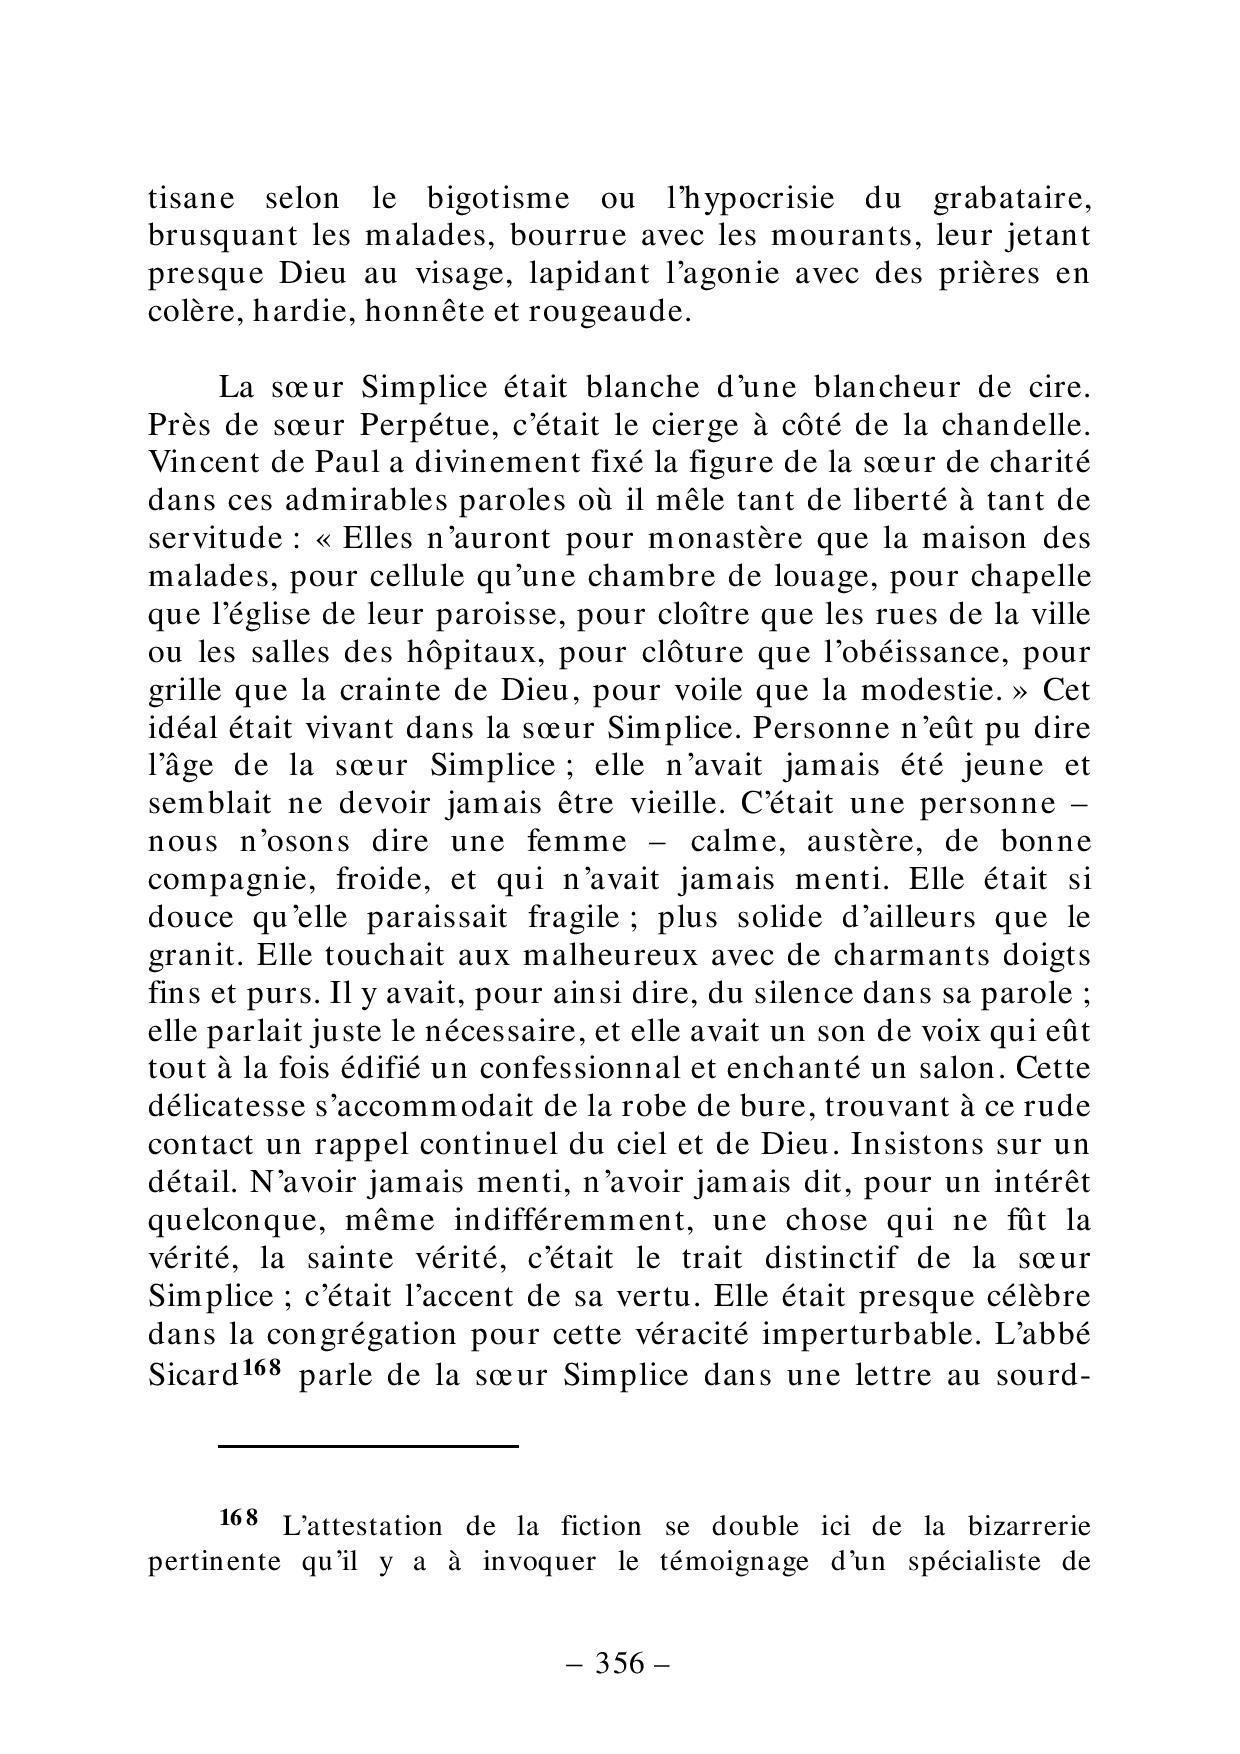 tisane selon le bigotisme ou l’hypocrisie du grabataire,
brusquant les malades, bourrue avec les mourants, leur jetant
presque Dieu au visage, lapidant l’agonie avec des prières en
colère, hardie, honnête et rougeaude.
La sœur Simplice était blanche d’une blancheur de cire.
Près de sœur Perpétue, c’était le cierge à côté de la chandelle.
Vincent de Paul a divinement fixé la figure de la sœur de charité
dans ces admirables paroles où il mêle tant de liberté à tant de
servitude : « Elles n’auront pour monastère que la maison des
malades, pour cellule qu’une chambre de louage, pour chapelle
que l’église de leur paroisse, pour cloître que les rues de la ville
ou les salles des hôpitaux, pour clôture que l’obéissance, pour
grille que la crainte de Dieu, pour voile que la modestie. » Cet
idéal était vivant dans la sœur Simplice. Personne n’eût pu dire
l’âge de la sœur Simplice ; elle n’avait jamais été jeune et
semblait ne devoir jamais être vieille. C’était une personne –
nous n’osons dire une femme – calme, austère, de bonne
compagnie, froide, et qui n’avait jamais menti. Elle était si
douce qu’elle paraissait fragile ; plus solide d’ailleurs que le
granit. Elle touchait aux malheureux avec de charmants doigts
fins et purs. Il y avait, pour ainsi dire, du silence dans sa parole ;
elle parlait juste le nécessaire, et elle avait un son de voix qui eût
tout à la fois édifié un confessionnal et enchanté un salon. Cette
délicatesse s’accommodait de la robe de bure, trouvant à ce rude
contact un rappel continuel du ciel et de Dieu. Insistons sur un
détail. N’avoir jamais menti, n’avoir jamais dit, pour un intérêt
quelconque, même indifféremment, une chose qui ne fût la
vérité, la sainte vérité, c’était le trait distinctif de la sœur
Simplice ; c’était l’accent de sa vertu. Elle était presque célèbre
dans la congrégation pour cette véracité imperturbable. L’abbé
Sicard168 parle de la sœur Simplice dans une lettre au sourd-
168 L’attestation de la fiction se double ici de la bizarrerie
pertinente qu’il y a à invoquer le témoignage d’un spécialiste de
– 356 –